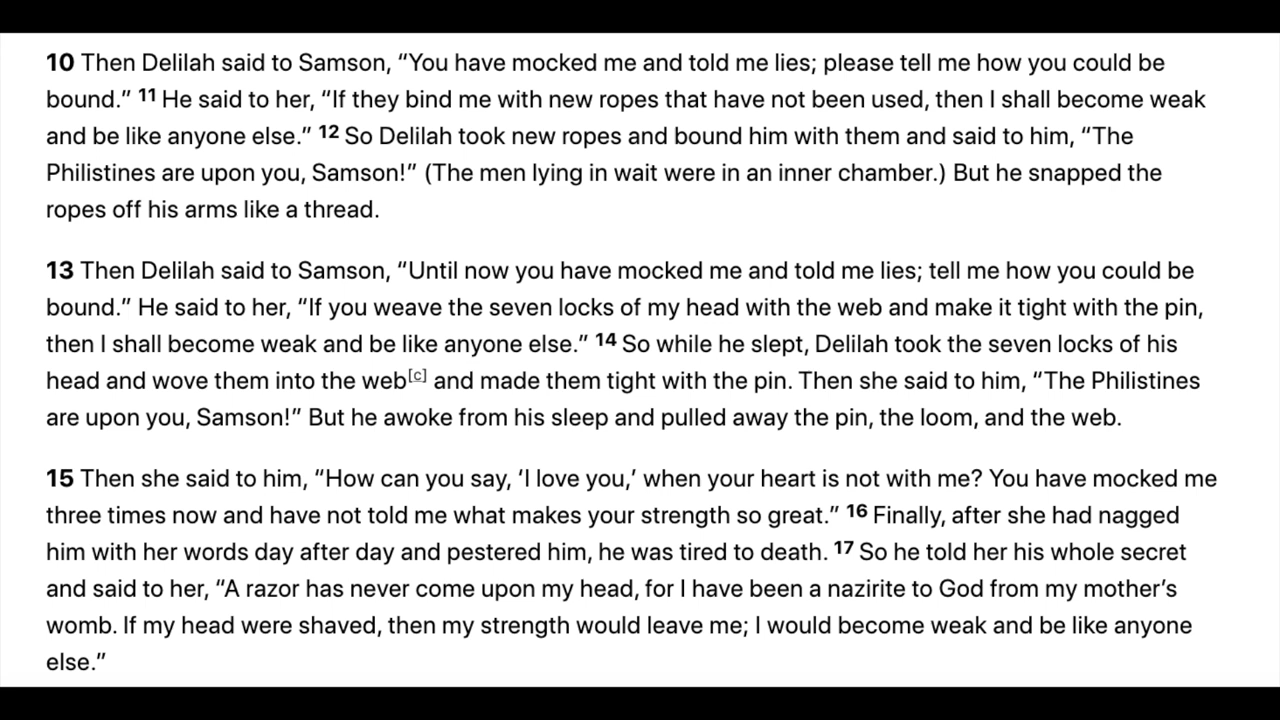 10 Then Delilah said to Samson, “You have mocked me and told me lies; please tell me how you could be
bound.” 11 He said to her, “If they bind me with new ropes that have not been used, then I shall become weak
and be like anyone else.” 12 So Delilah took new ropes and bound him with them and said to him, “The
Philistines are upon you, Samson!” (The men lying in wait were in an inner chamber.) But he snapped the
ropes off his arms like a thread.
13 Then Delilah said to Samson, “Until now you have mocked me and told me lies; tell me how you could be
bound.” He said to her, “If you weave the seven locks of my head with the web and make it tight with the pin,
then I shall become weak and be like anyone else.” 14 So while he slept, Delilah took the seven locks of his
head and wove them into the web[c] and made them tight with the pin. Then she said to him, “The Philistines
are upon you, Samson!” But he awoke from his sleep and pulled away the pin, the loom, and the web.
15 Then she said to him, “How can you say, ‘I love you,’ when your heart is not with me? You have mocked me
three times now and have not told me what makes your strength so great.” 16 Finally, after she had nagged
him with her words day after day and pestered him, he was tired to death. 17 So he told her his whole secret
and said to her, “A razor has never come upon my head, for I have been a nazirite to God from my mother’s
womb. If my head were shaved, then my strength would leave me; I would become weak and be like anyone
else.”